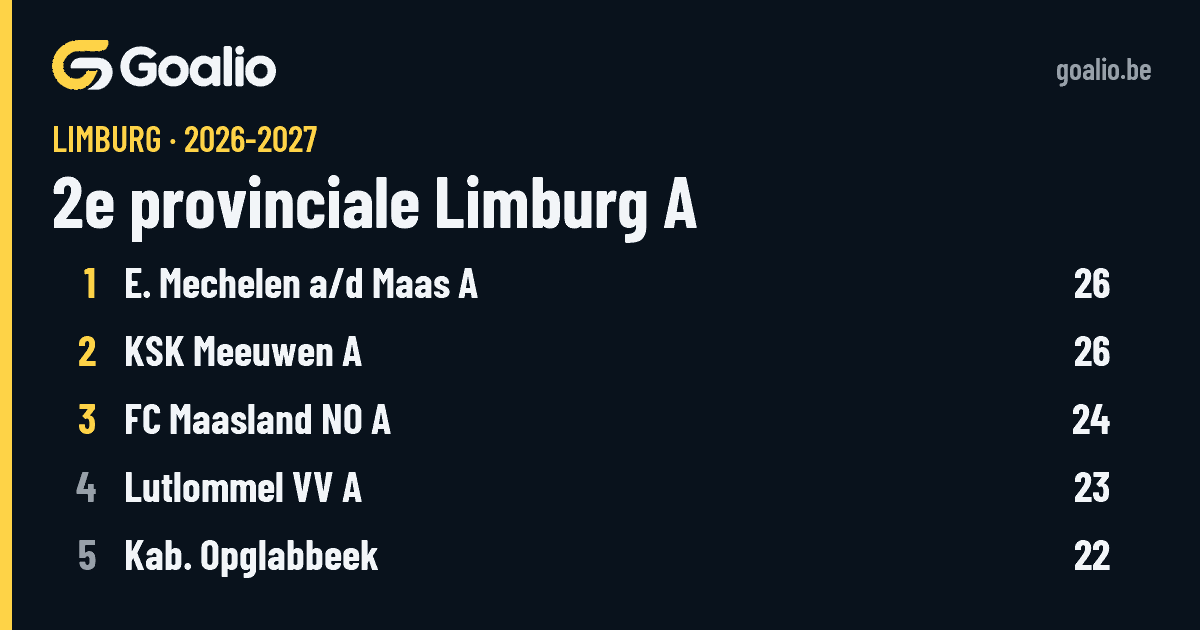 Goalio goalio.be
LIMBURG · 2026-2027
2e provinciale Limburg A
1 E. Mechelen a/d Maas A 26
2 KSK Meeuwen A 26
3 FC Maasland NO A 24
4 Lutlommel VV A 23
5 Kab. Opglabbeek 22